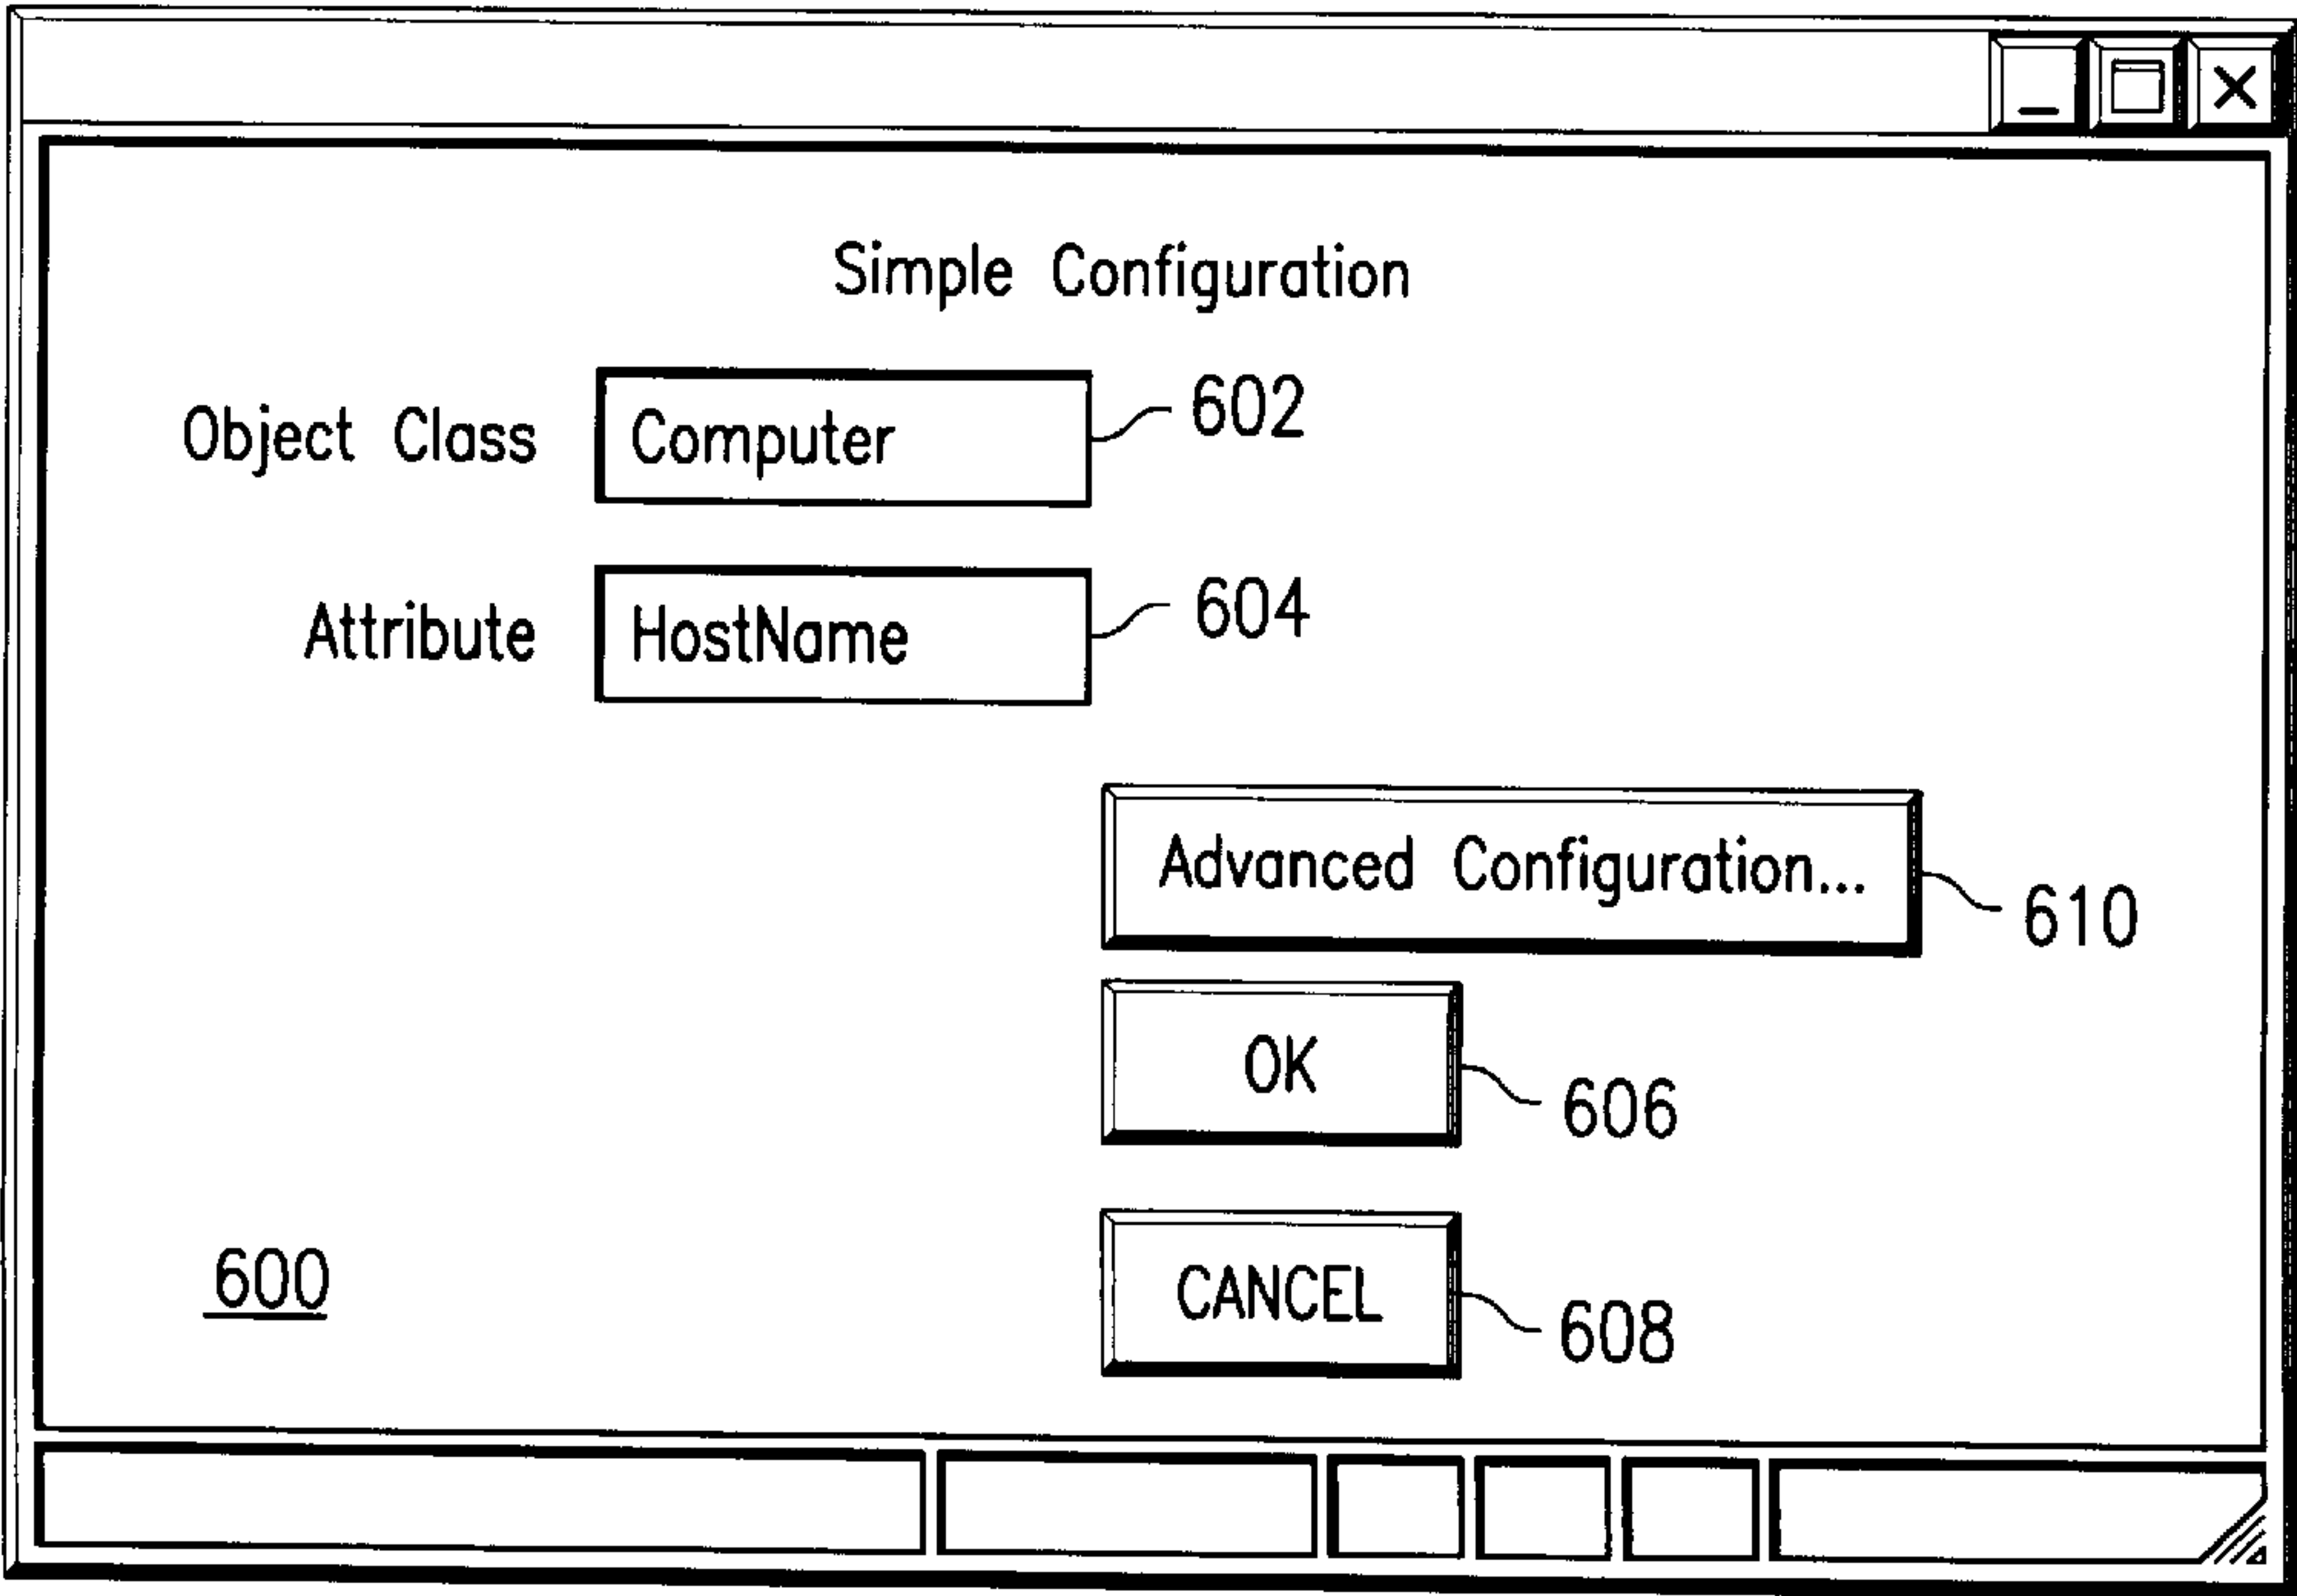 Simple Configuration
Object Class Computer 602
Attribute HostName 604
Advanced Configuration... 610
OK 606
600 CANCEL 608